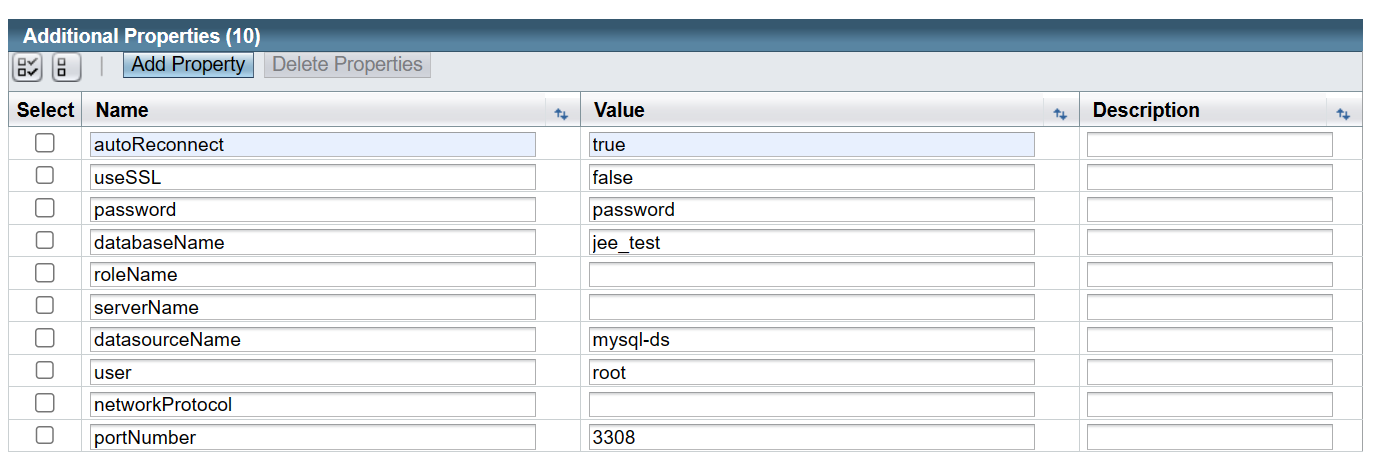 Additional Properties (10)
Add Property Delete Properties
Select Name Value Description
autoReconnect true
useSSL false
password password
databaseName jee_test
roleName
serverName
datasourceName mysql-ds
user root
networkProtocol
portNumber 3308